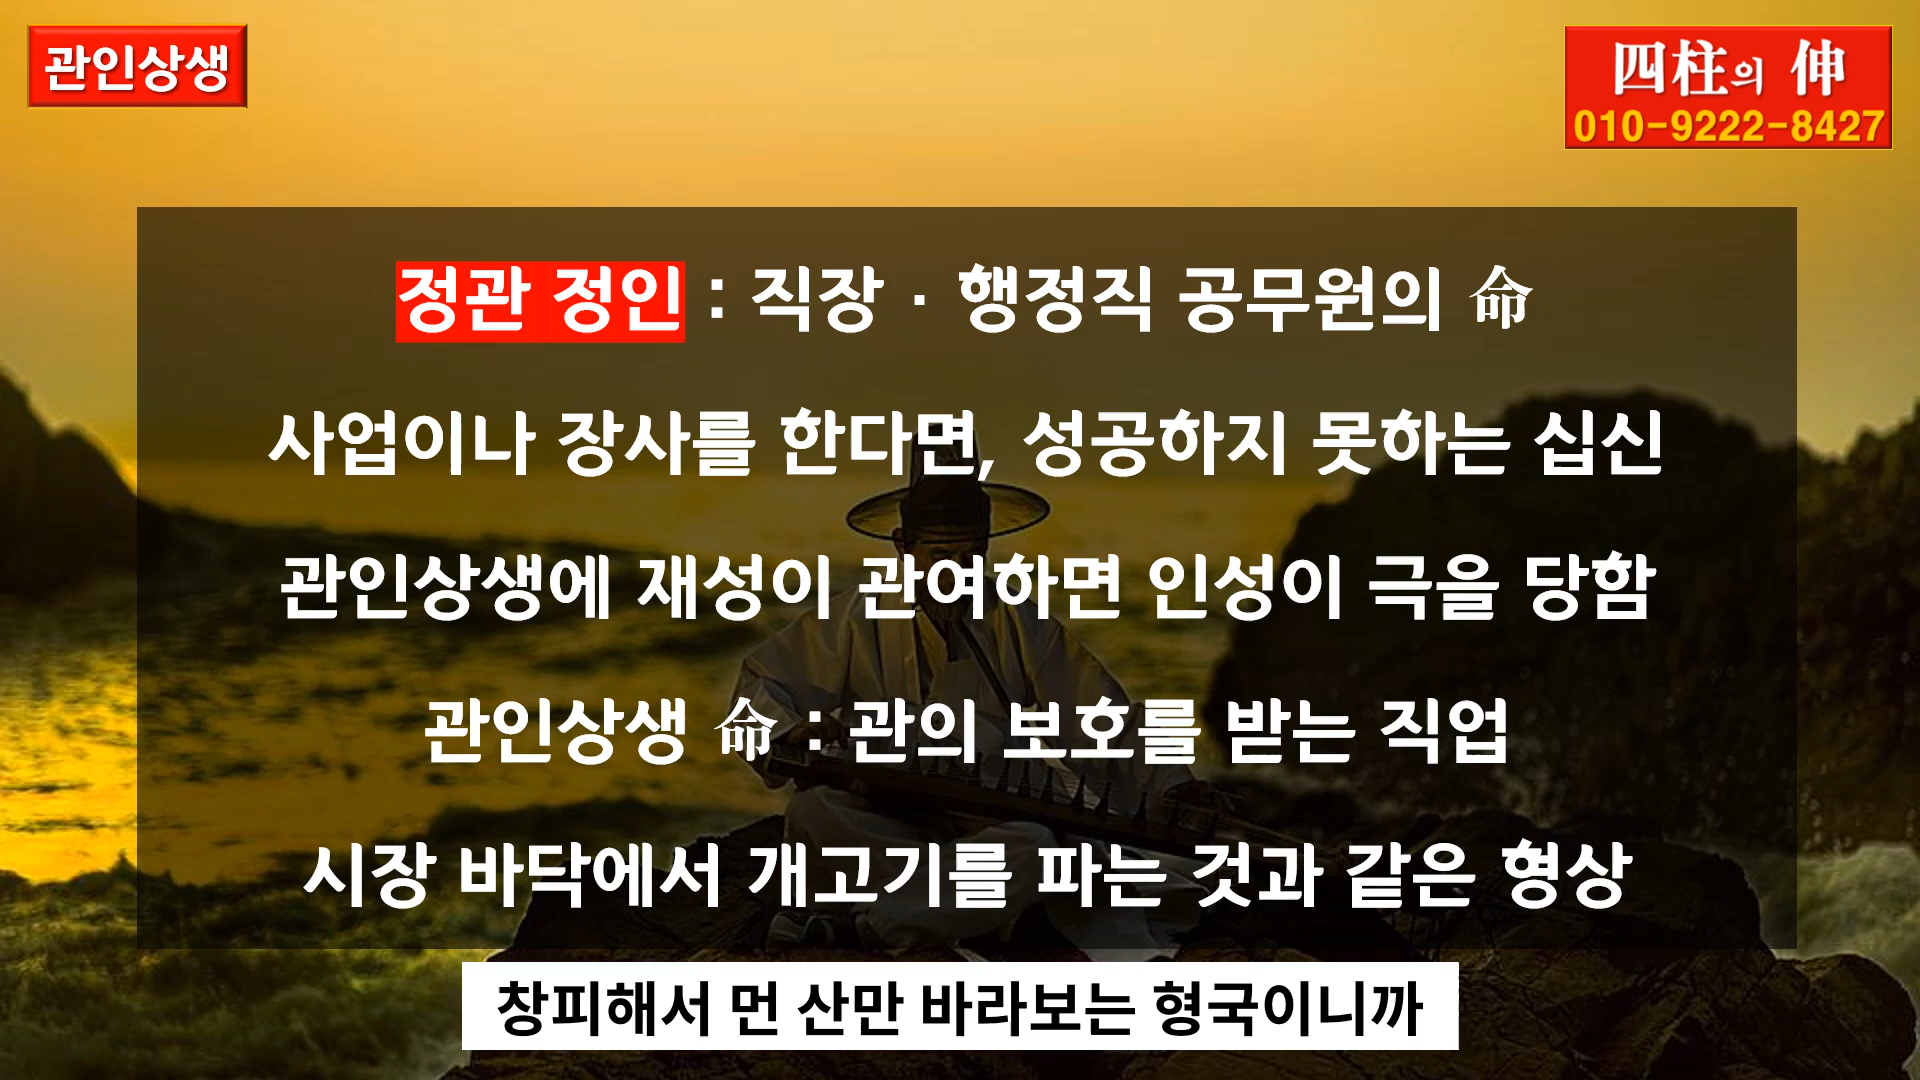 관인상생
四柱의 伸
010-9222-8427
정관 정인 : 직장 · 행정직 공무원의 命
사업이나 장사를 한다면, 성공하지 못하는 십신
관인상생에 재성이 관여하면 인성이 극을 당함
관인상생 命 : 관의 보호를 받는 직업
시장 바닥에서 개고기를 파는 것과 같은 형상
창피해서 먼 산만 바라보는 형국이니까